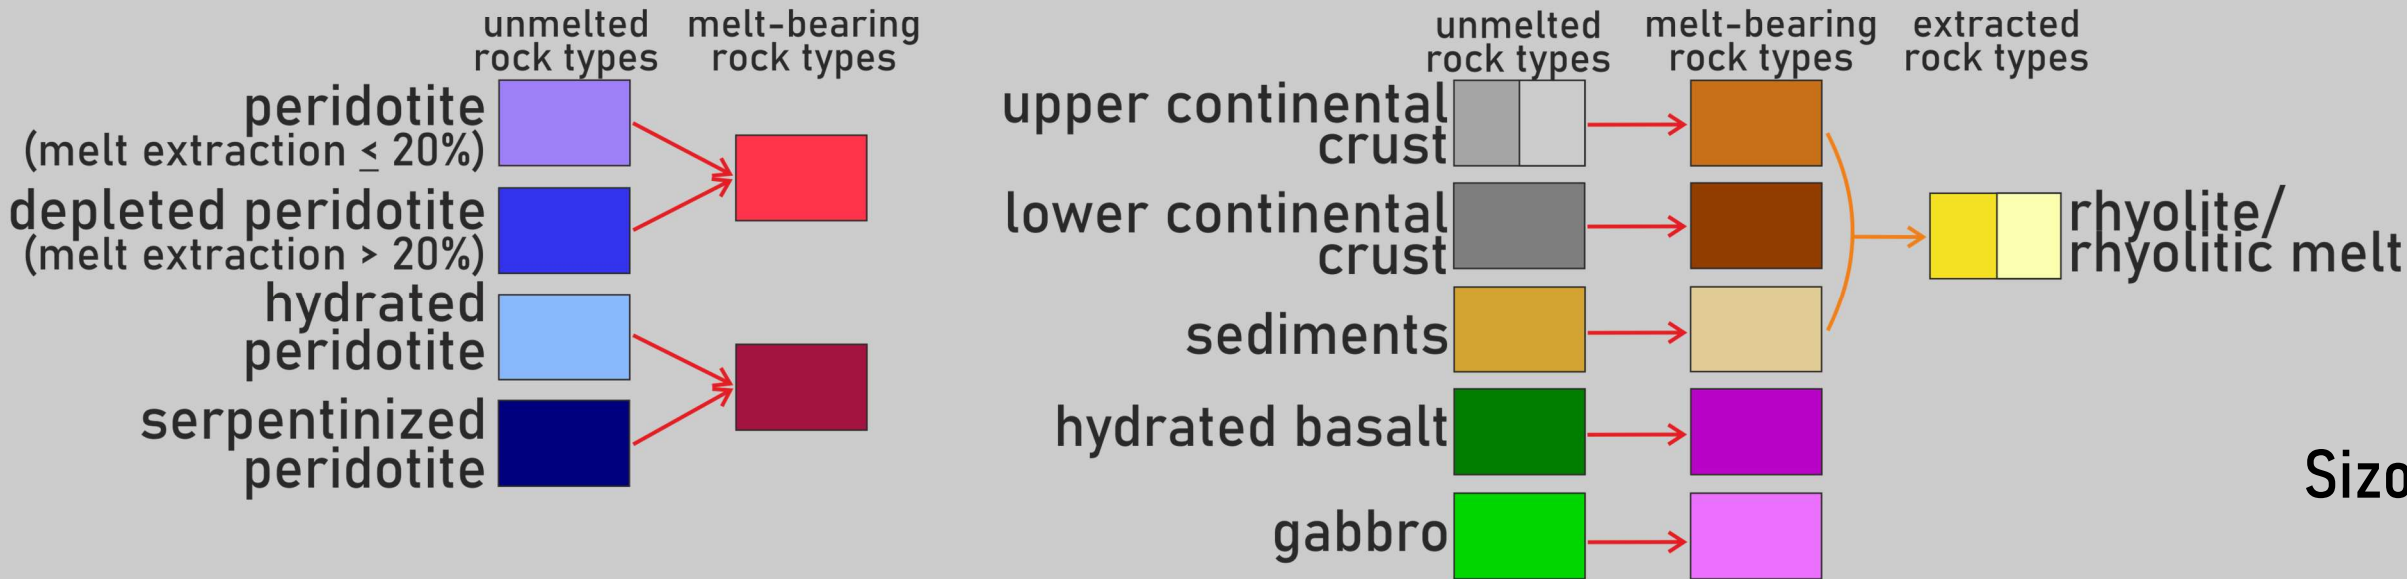 unmelted
rock types
melt-bearing
rock types
peridotite
(melt extraction ≤ 20%)
depleted peridotite
(melt extraction > 20%)
hydrated
peridotite
serpentinized
peridotite
unmelted
rock types
melt-bearing
rock types
extracted
rock types
upper continental
crust
lower continental
crust
sediments
hydrated basalt
gabbro
rhyolite/
rhyolitic melt